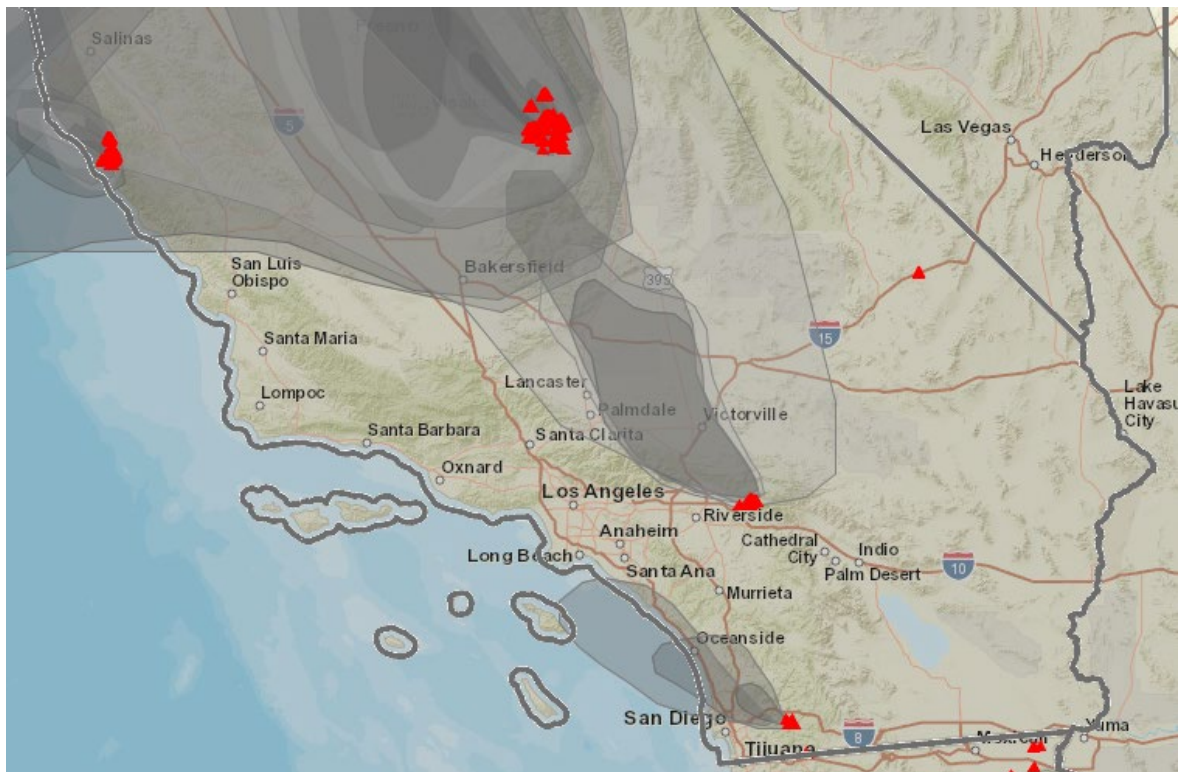 Salinas
Fresno
5
Las Vegas
Henderson
San Luis
Obispo
Bakersfield
395
15
Santa Maria
Lompoc
Lancaster
Palmdale
Victorville
Lake
Havasu
City
Santa Barbara
Santa Clarita
Oxnard
Los Angeles
Riverside
Anaheim
Cathedral
City
Indio
10
Long Beach
Santa Ana
Palm Desert
Murrieta
Oceanside
San Diego
8
Yuma
Tijuana